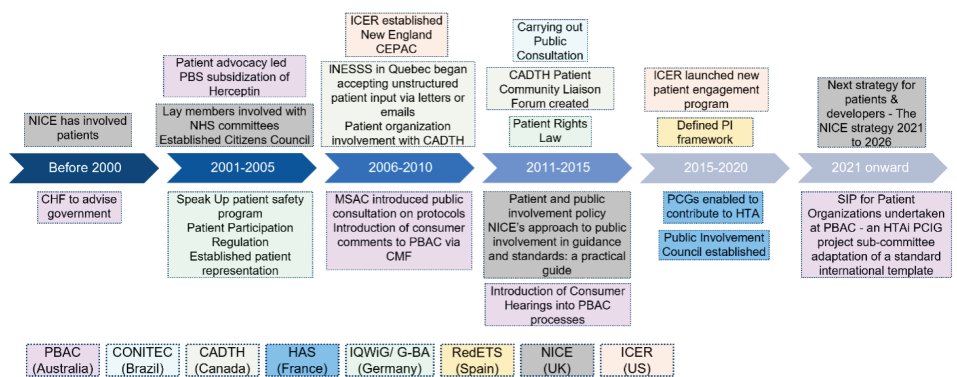 NICE has involved
patients
Patient advocacy led
PBS subsidization of
Herceptin
Lay members involved with
NHS committees
Established Citizens Council
ICER established
New England
CEPAC
INESSS in Quebec began
accepting unstructured
patient input via letters or
emails
Patient organization
involvement with CADTH
Carrying out
Public
Consultation
CADTH Patient
Community Liaison
Forum created
Patient Rights
Law
ICER launched new
patient engagement
program
Defined PI
framework
Next strategy for
patients &
developers - The
NICE strategy 2021
to 2026
Before 2000
2001-2005
2006-2010
2011-2015
2015-2020
2021 onward
CHF to advise
government
Speak Up patient safety
program
Patient Participation
Regulation
Established patient
representation
MSAC introduced public
consultation on protocols
Introduction of consumer
comments to PBAC via
CMF
Patient and public
involvement policy
NICE's approach to public
involvement in guidance
and standards: a practical
guide
Introduction of Consumer
Hearings into PBAC
processes
PCGs enabled to
contribute to HTA
Public Involvement
Council established
SIP for Patient
Organizations undertaken
at PBAC - an HTAi PCIG
project sub-committee
adaptation of a standard
international template
PBAC
(Australia)
CONITEC
(Brazil)
CADTH
(Canada)
HAS
(France)
IQWiG/ G-BA
(Germany)
RedETS
(Spain)
NICE
(UK)
ICER
(US)